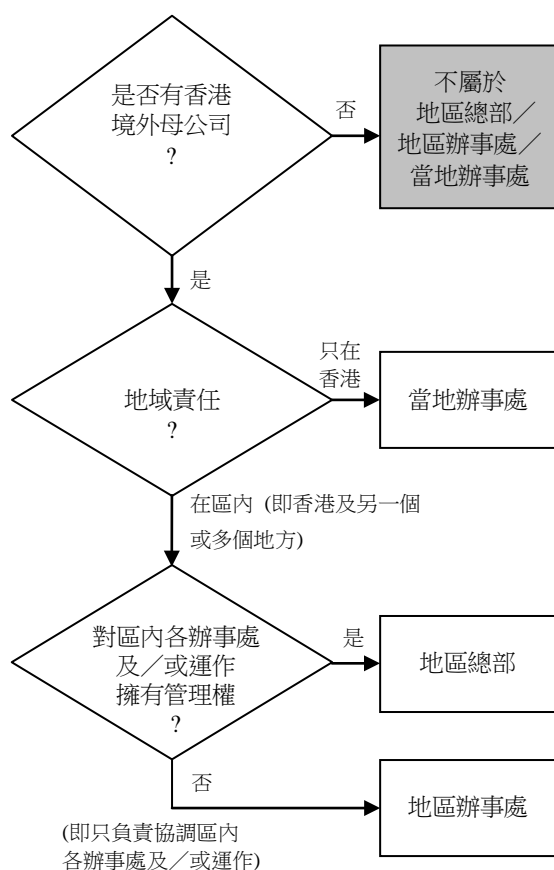 是否有香港
境外母公司
?
否
不屬於
地區總部／
地區辦事處／
當地辦事處
是
地域責任
?
只在
香港
當地辦事處
在區內 (即香港及另一個
或多個地方)
對區內各辦事處
及／或運作
擁有管理權
?
是
地區總部
否
地區辦事處
(即只負責協調區內
各辦事處及／或運作)